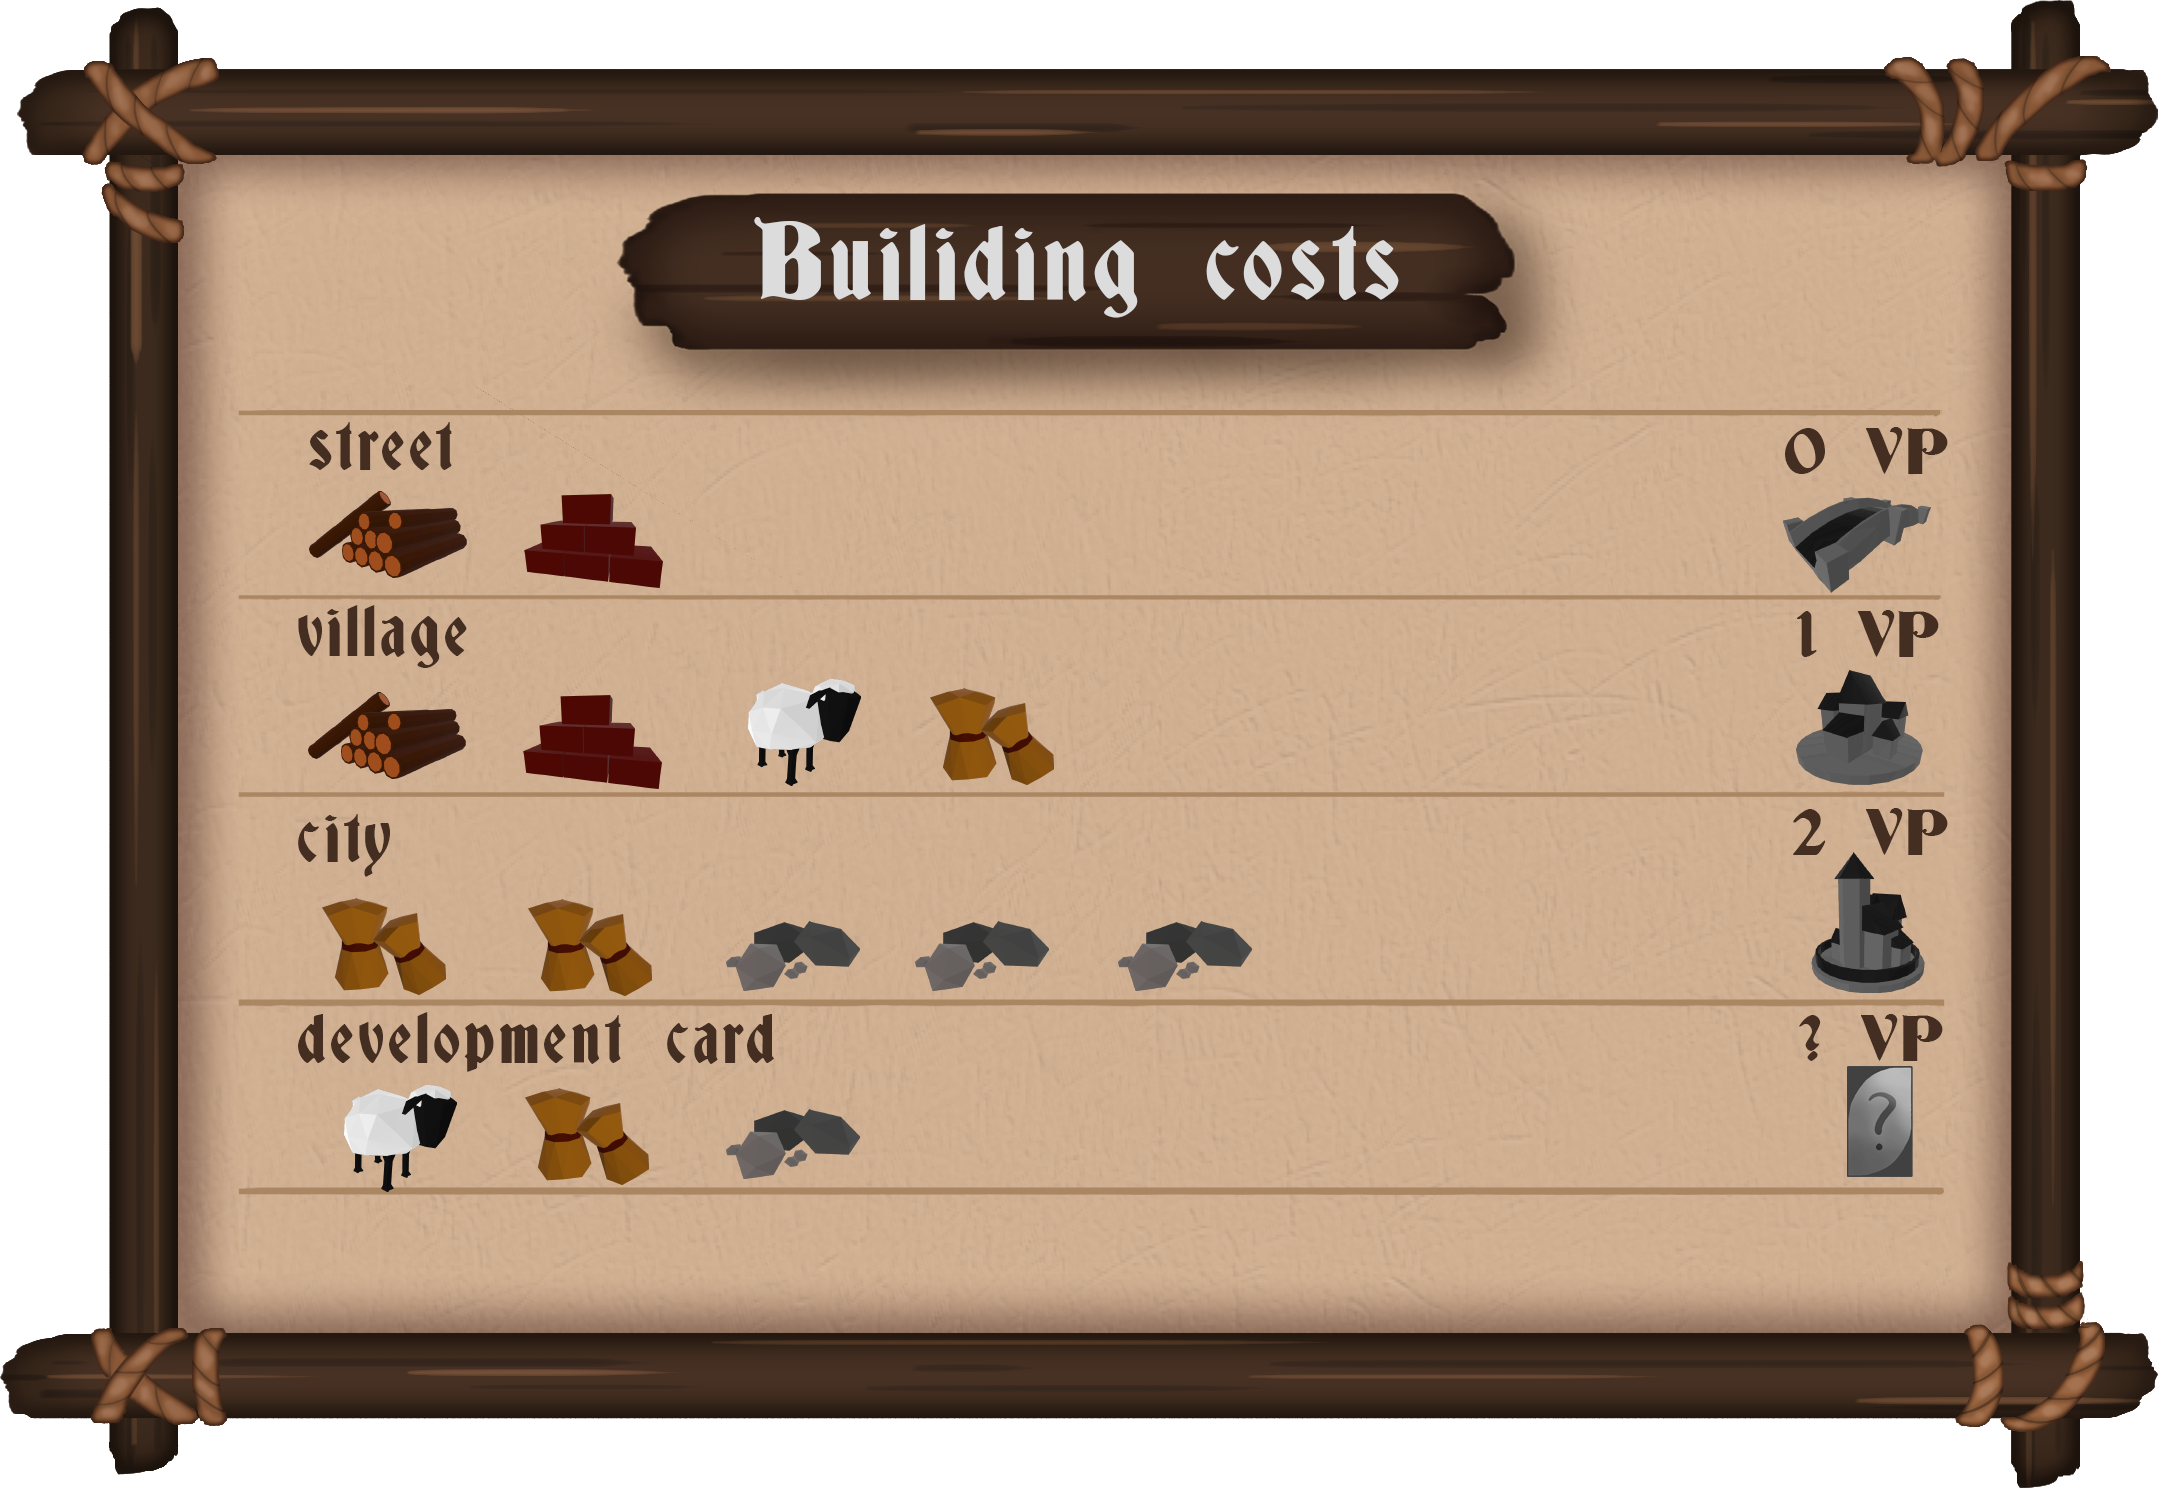 Builiding costs
street
0 VP
village
1 VP
city
2 VP
development card
? VP
?